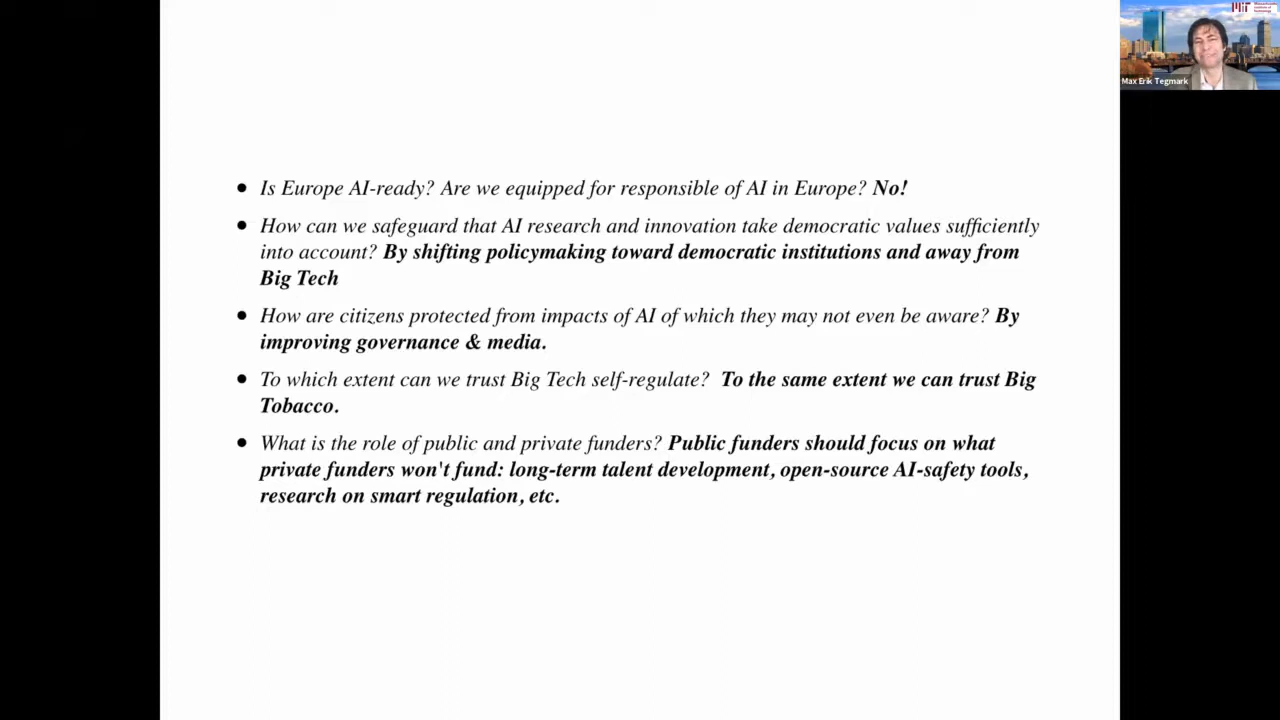 MIT Massachusetts
Institute of
Technology
Max Erik Tegmark
• Is Europe AI-ready? Are we equipped for responsible of AI in Europe? No!
• How can we safeguard that AI research and innovation take democratic values sufficiently
into account? By shifting policymaking toward democratic institutions and away from
Big Tech
• How are citizens protected from impacts of AI of which they may not even be aware? By
improving governance & media.
• To which extent can we trust Big Tech self-regulate? To the same extent we can trust Big
Tobacco.
• What is the role of public and private funders? Public funders should focus on what
private funders won't fund: long-term talent development, open-source AI-safety tools,
research on smart regulation, etc.